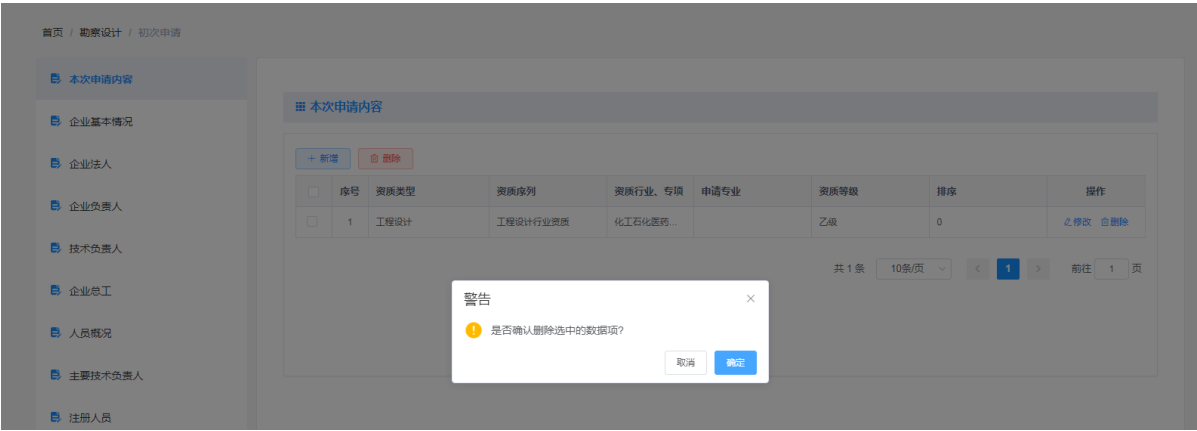 首页 / 勘察设计 / 初次申请
本次申请内容
企业基本情况
企业法人
企业负责人
技术负责人
企业总工
人员概况
主要技术负责人
注册人员
本次申请内容
+ 新增 删除
序号 资质类型 资质序列 资质行业、专项 申请专业 资质等级 排序 操作
1 工程设计 工程设计行业资质 化工石化医药... 乙级 0 修改 删除
共 1 条 10条/页 < 1 > 前往 1 页
警告 ×
是否确认删除选中的数据项?
取消 确定